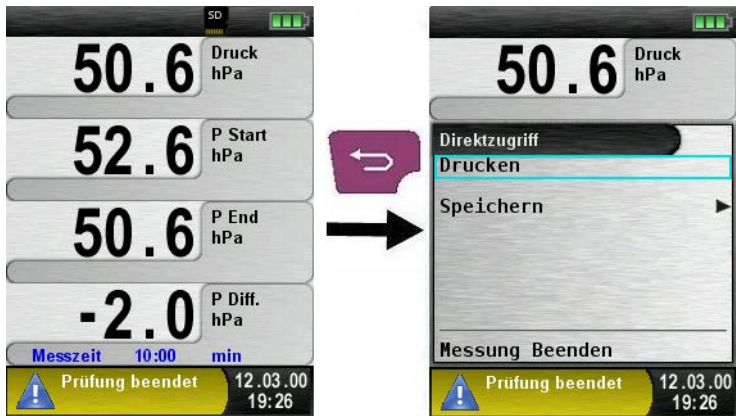 SD
50.6 Druck hPa
52.6 P Start hPa
50.6 P End hPa
-2.0 P Diff. hPa
Messzeit 10:00 min
Prüfung beendet 12.03.00
19:26
50.6 Druck hPa
Direktzugriff
Drucken
Speichern
Messung Beenden
Prüfung beendet 12.03.00
19:26